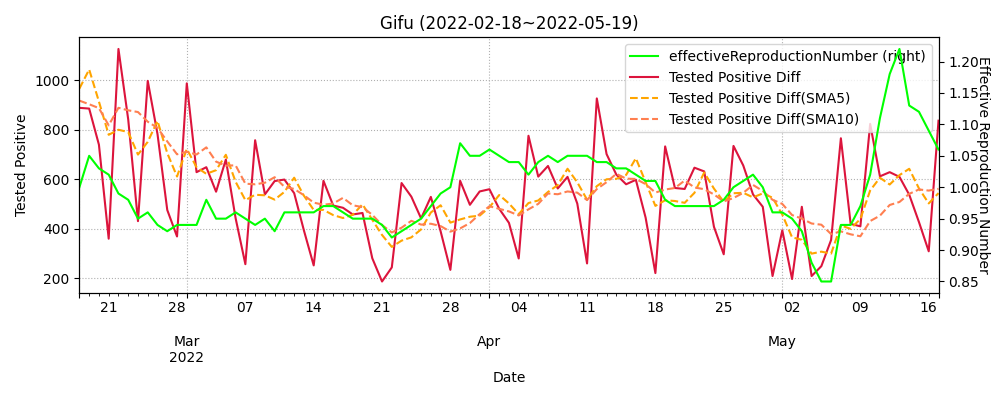 Gifu (2022-02-18~2022-05-19)
effectiveReproductionNumber (right)
Tested Positive Diff
Tested Positive Diff(SMA5)
Tested Positive Diff(SMA10)
Tested Positive
1000
800
600
400
200
1.20
1.15
1.10
1.05
1.00
0.95
0.90
0.85
Effective Reproduction Number
21 28 07 14 21 28 04 11 18 25 02 09 16
Mar Apr May
2022
Date